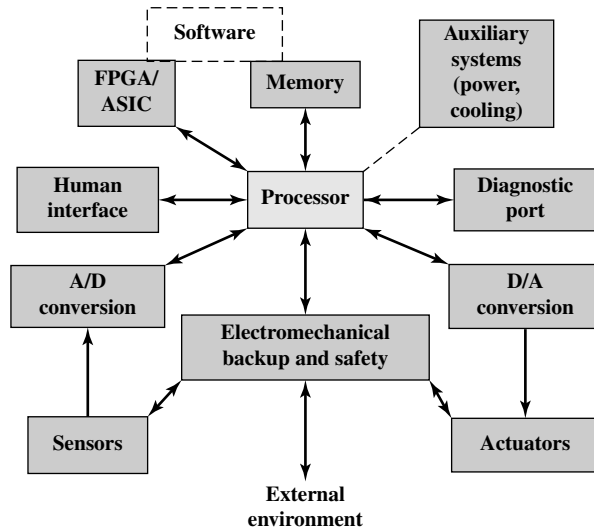 Software
Auxiliary
systems
(power,
cooling)
FPGA/
ASIC
Memory
Human
interface
Processor
Diagnostic
port
A/D
conversion
D/A
conversion
Electromechanical
backup and safety
Sensors
Actuators
External
environment